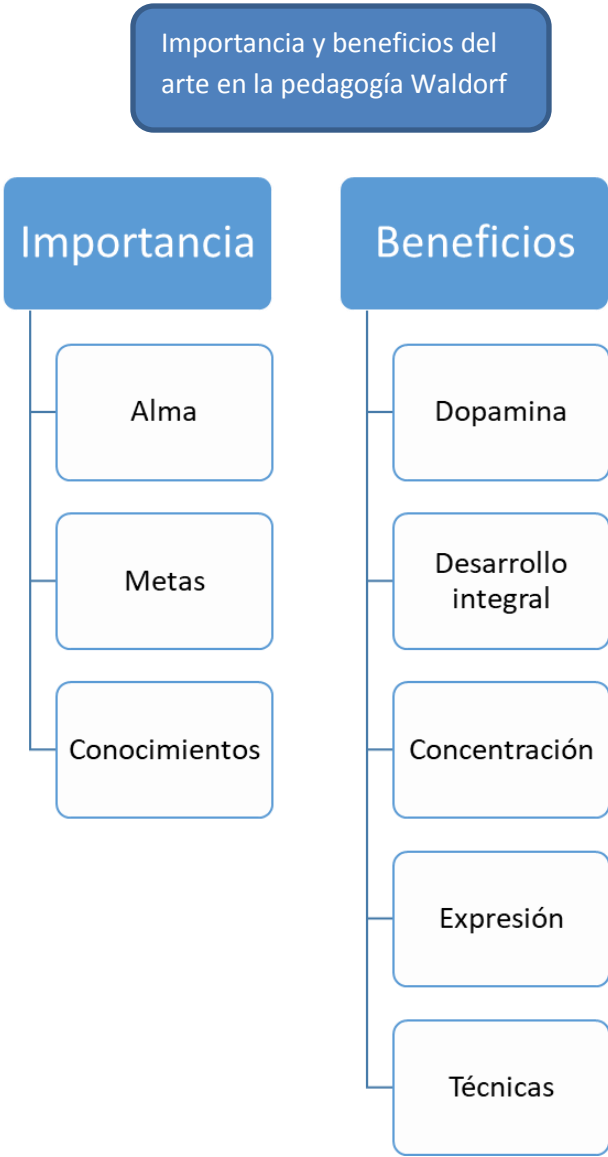 Importancia y beneficios del
arte en la pedagogía Waldorf
Importancia
Alma
Metas
Conocimientos
Beneficios
Dopamina
Desarrollo
integral
Concentración
Expresión
Técnicas